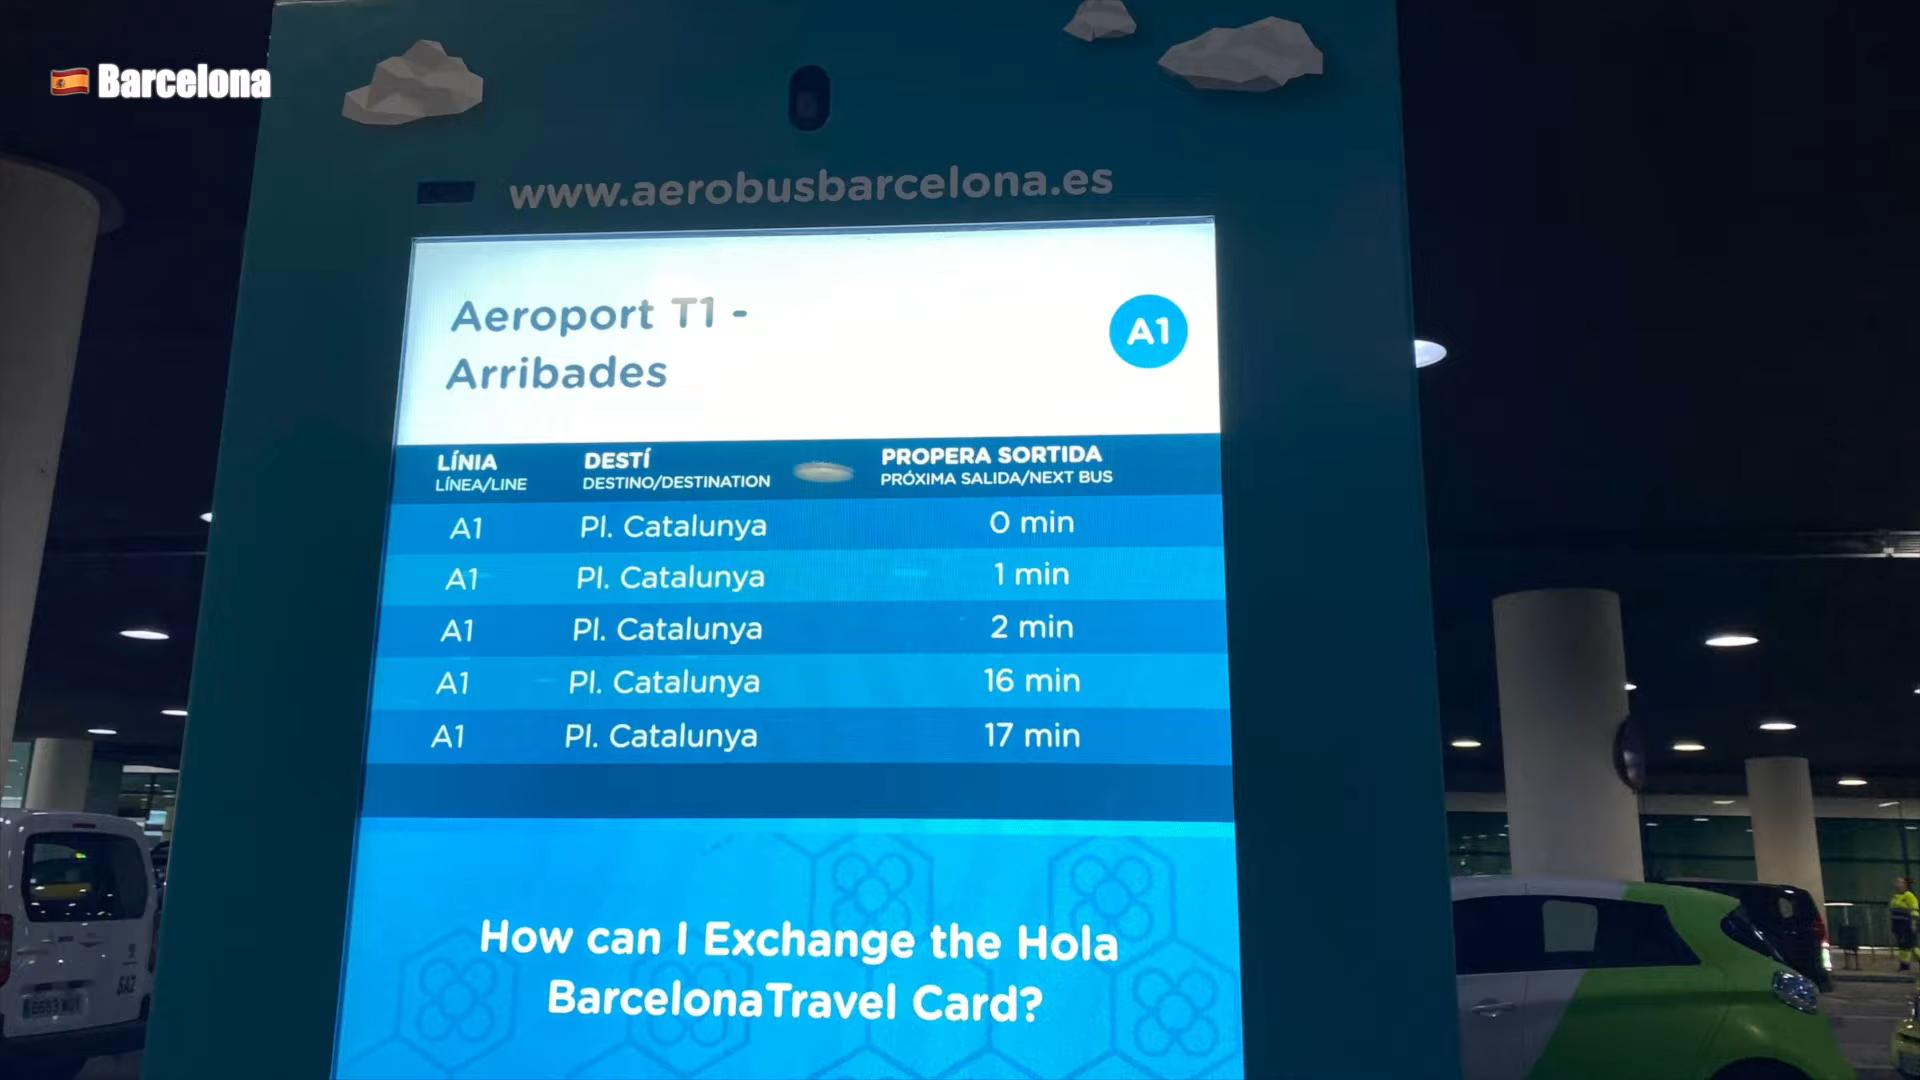 Barcelona
www.aerobusbarcelona.es
Aeroport T1 -
Arribades
A1
LÍNIA DESTÍ PROPERA SORTIDA
LÍNEA/LINE DESTINO/DESTINATION PRÓXIMA SALIDA/NEXT BUS
A1 Pl. Catalunya 0 min
A1 Pl. Catalunya 1 min
A1 Pl. Catalunya 2 min
A1 Pl. Catalunya 16 min
A1 Pl. Catalunya 17 min
How can I Exchange the Hola
BarcelonaTravel Card?